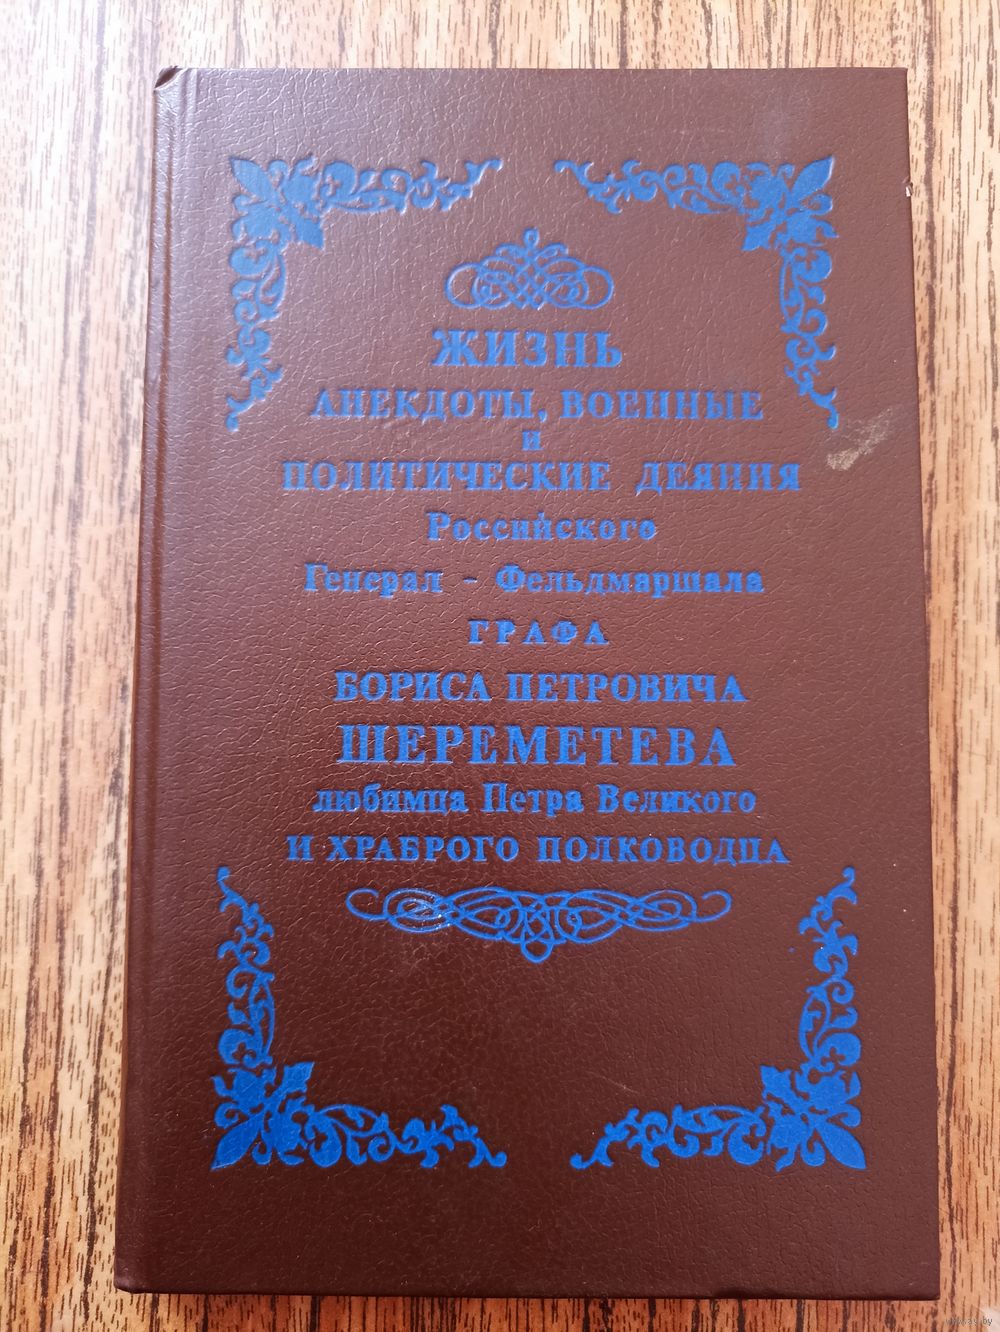 ЖИЗНЬ
АНЕКДОТЫ, ВОЕННЫЕ
И
ПОЛИТИЧЕСКИЕ ДЕЯНИЯ
Российского
Генерал - Фельдмаршала
ГРАФА
БОРИСА ПЕТРОВИЧА
ШЕРЕМЕТЕВА
любимца Петра Великого
И ХРАБРОГО ПОЛКОВОДЦА